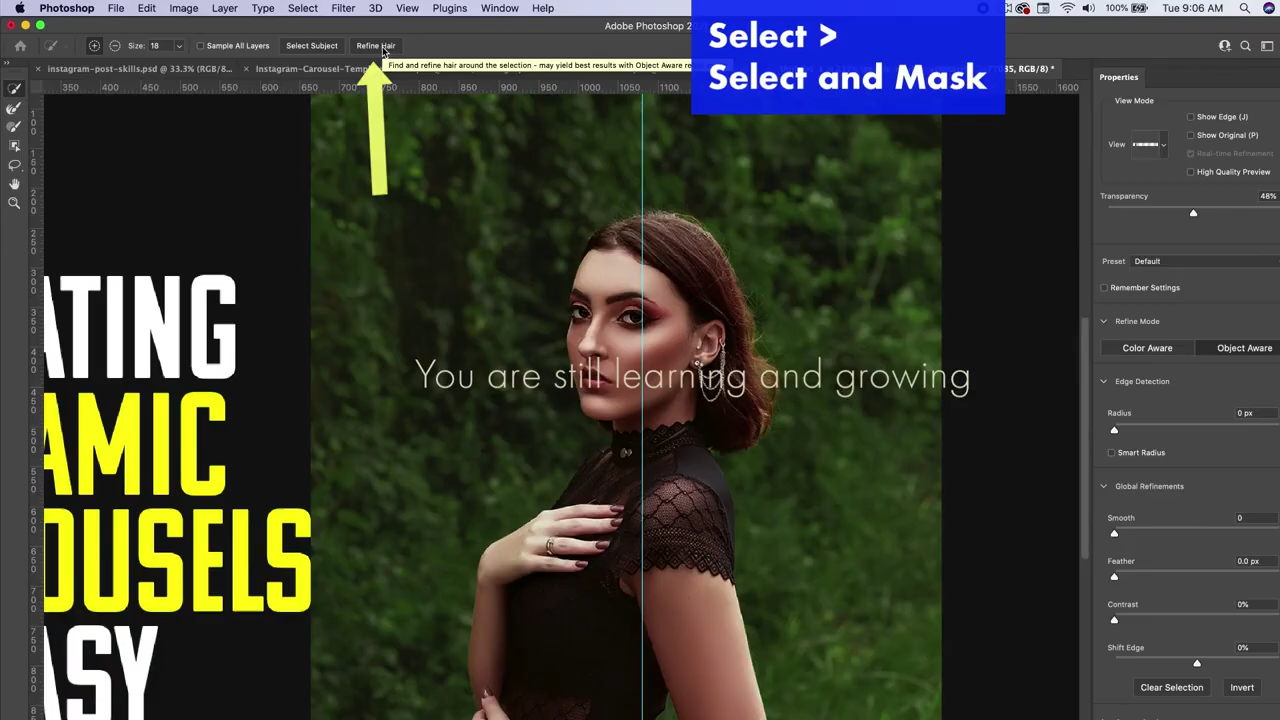 Photoshop File Edit Image Layer Type Select Filter 3D View Plugins Window Help 100% Tue 9:06 AM
Select >
Select and Mask
Adobe Photoshop 2
Size: 18 Sample All Layers Select Subject Refine Hair
Find and refine hair around the selection - may yield best results with Object Aware re
instagram-post-skills.psd @ 33.3% (RGB/8... Instagram-Carousel-Temp 35, RGB/8) *
350 400 450 500 550 600 650 700 750 800 850 900 950 1000 1050 1100 1550 1600
Properties
View Mode
Show Edge (J)
Show Original (P)
View
Real-time Refinement
High Quality Preview
Transparency 48%
Preset Default
Remember Settings
Refine Mode
Color Aware Object Aware
Edge Detection
Radius 0 px
Smart Radius
Global Refinements
Smooth 0
Feather 0.0 px
Contrast 0%
Shift Edge 0%
Clear Selection Invert
ATING
AMIC
OUSELS
ASY
You are still learning and growing